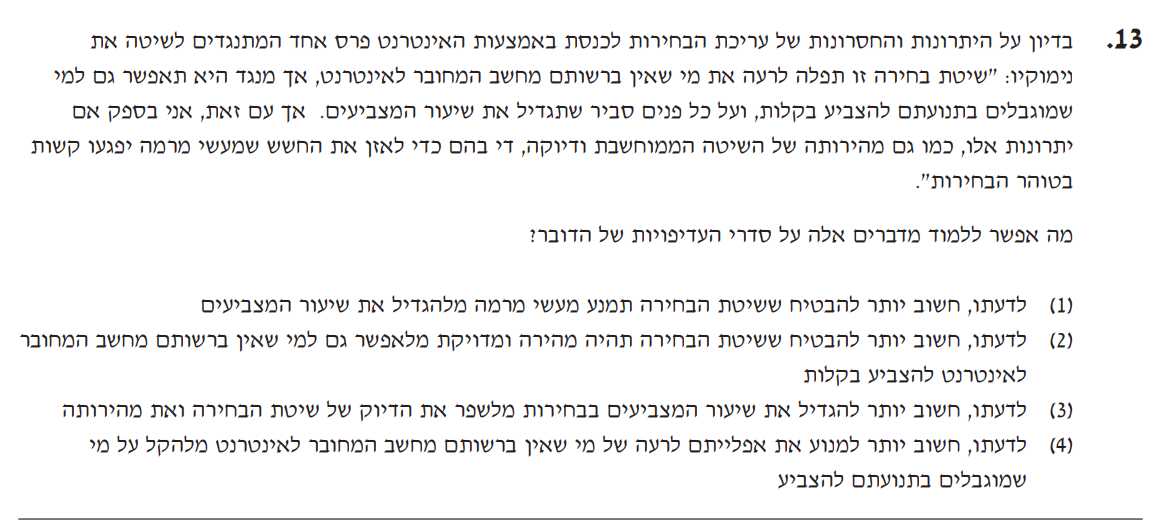 13. בדיון על היתרונות והחסרונות של עריכת הבחירות לכנסת באמצעות האינטרנט פרס אחד המתנגדים לשיטה את
נימוקיו: "שיטת בחירה זו תפלה לרעה את מי שאין ברשותם מחשב המחובר לאינטרנט, אך מנגד היא תאפשר גם למי
שמוגבלים בתנועתם להצביע בקלות, ועל כל פנים סביר שתגדיל את שיעור המצביעים. אך עם זאת, אני בספק אם
יתרונות אלו, כמו גם מהירותה של השיטה הממוחשבת ודיוקה, די בהם כדי לאזן את החשש שמעשי מרמה יפגעו קשות
בטוהר הבחירות".
מה אפשר ללמוד מדברים אלה על סדרי העדיפויות של הדובר?
(1) לדעתו, חשוב יותר להבטיח ששיטת הבחירה תמנע מעשי מרמה מלהגדיל את שיעור המצביעים
(2) לדעתו, חשוב יותר להבטיח ששיטת הבחירה תהיה מהירה ומדויקת מלאפשר גם למי שאין ברשותם מחשב המחובר
לאינטרנט להצביע בקלות
(3) לדעתו, חשוב יותר להגדיל את שיעור המצביעים בבחירות מלשפר את הדיוק של שיטת הבחירה ואת מהירותה
(4) לדעתו, חשוב יותר למנוע את אפלייתם לרעה של מי שאין ברשותם מחשב המחובר לאינטרנט מלהקל על מי
שמוגבלים בתנועתם להצביע